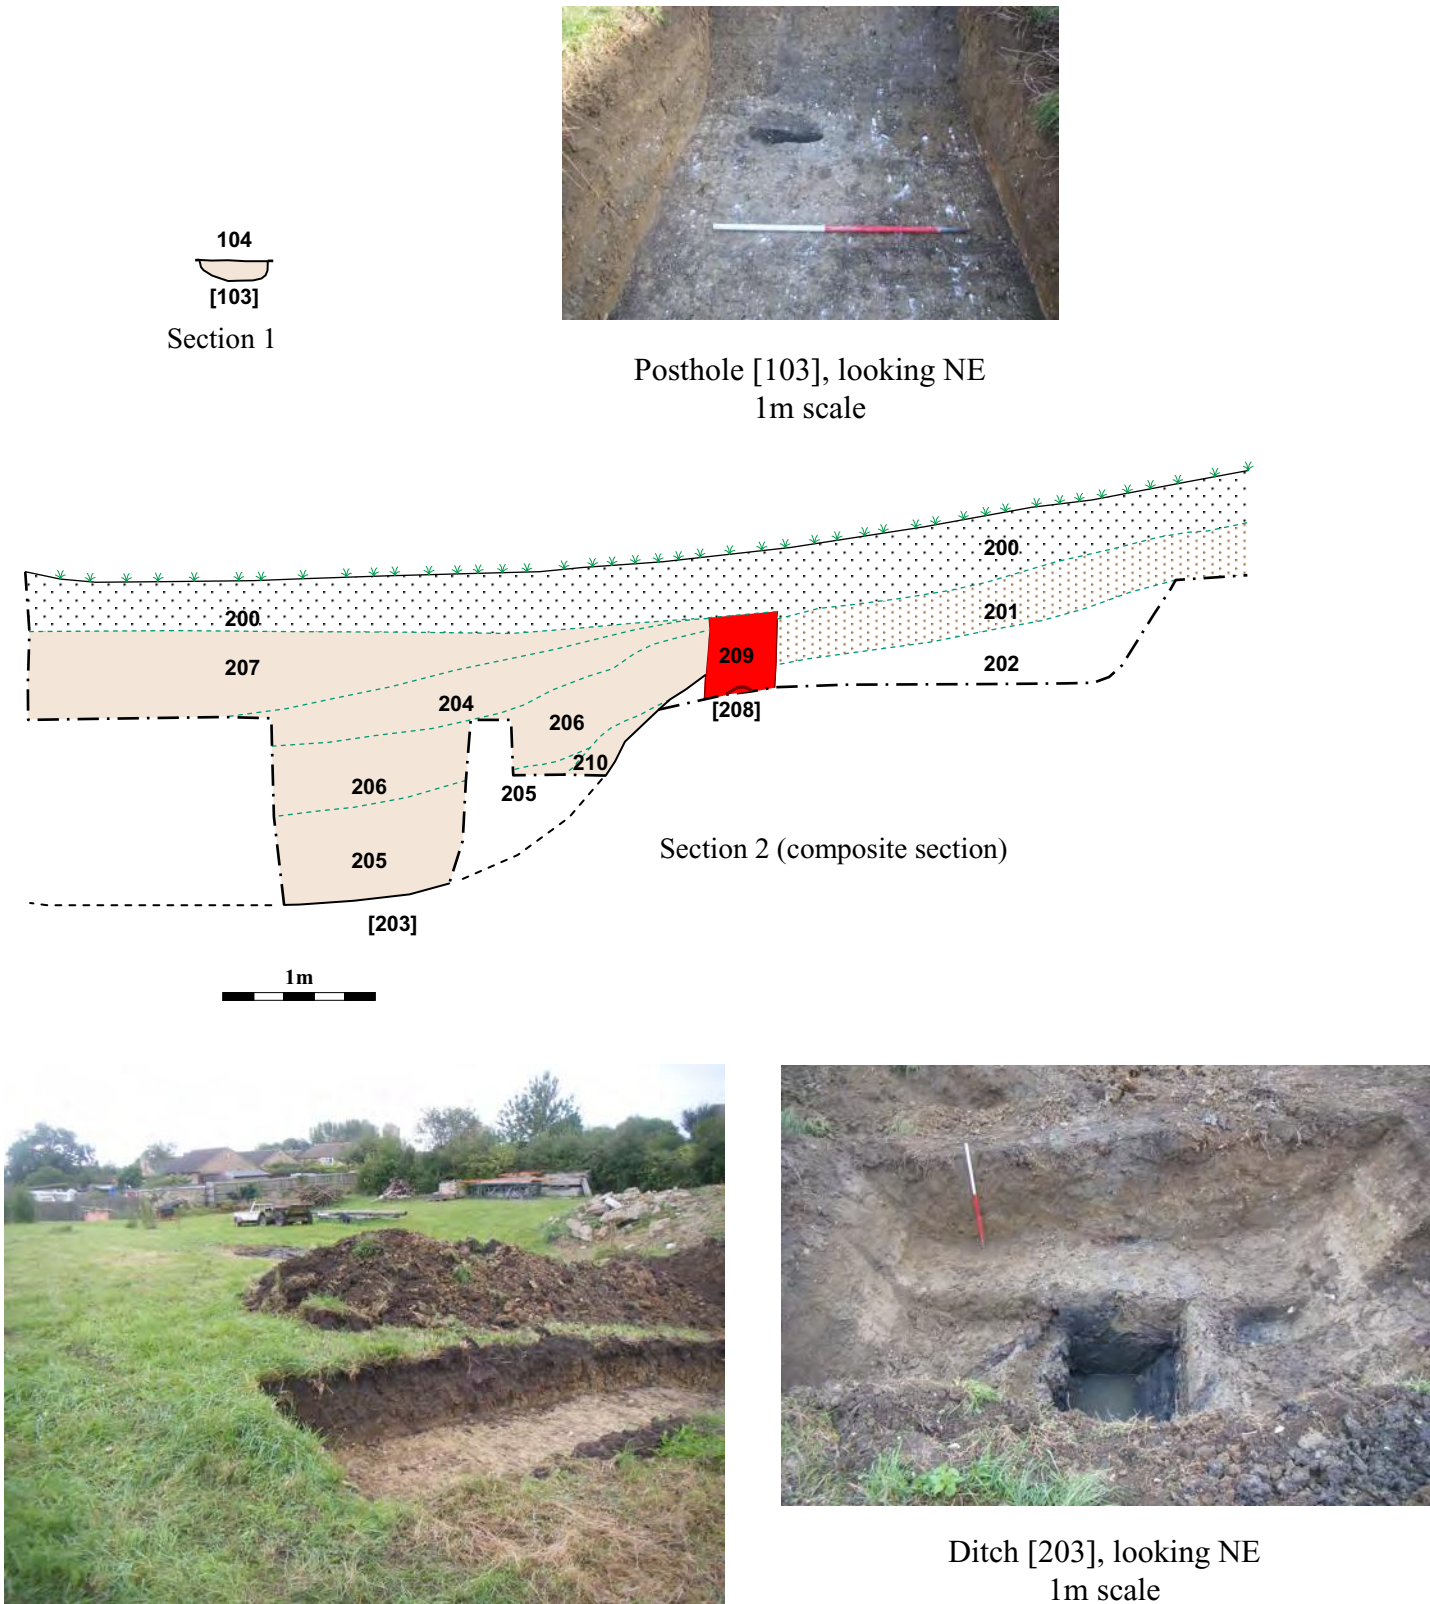 104
[103]
Section 1
Posthole [103], looking NE
1m scale
200
200
201
207
209
202
204
[208]
206
210
206
205
205
Section 2 (composite section)
[203]
1m
Ditch [203], looking NE
1m scale